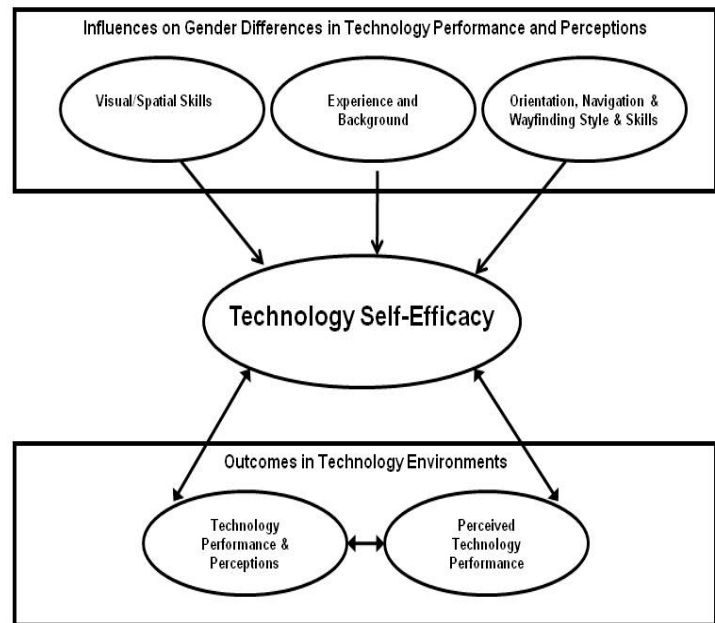 Influences on Gender Differences in Technology Performance and Perceptions
Visual/Spatial Skills
Experience and
Background
Orientation, Navigation &
Wayfinding Style & Skills
Technology Self-Efficacy
Outcomes in Technology Environments
Technology
Performance &
Perceptions
Perceived
Technology
Performance